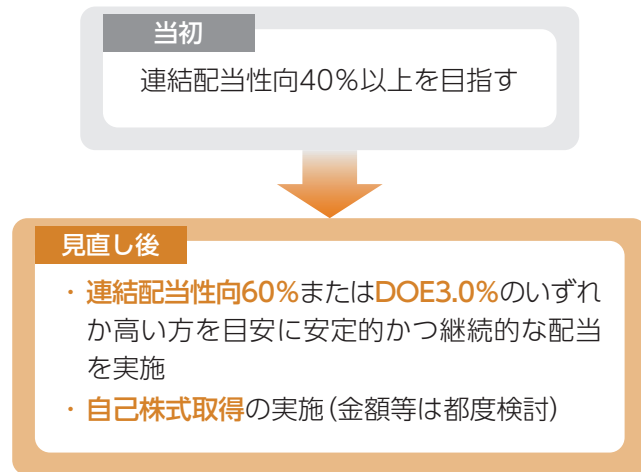 当初
連結配当性向40%以上を目指す
見直し後
・連結配当性向60%またはDOE3.0%のいずれ
か高い方を目安に安定的かつ継続的な配当
を実施
・自己株式取得の実施(金額等は都度検討)